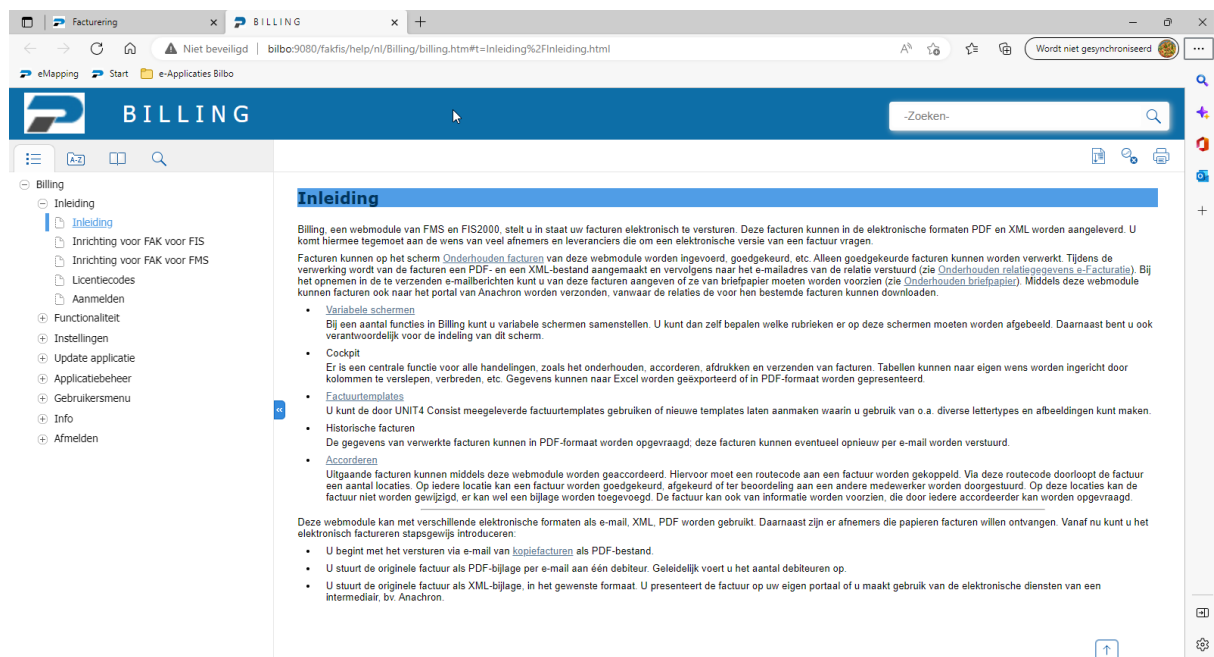 Facturering
BILLING
Niet beveiligd
bilbo:9080/fakfis/help/nl/Billing/billing.htm#t=Inleiding%2FInleiding.html
Wordt niet gesynchroniseerd
eMapping
Start
e-Applicaties Bilbo
BILLING
-Zoeken-
A-Z
Billing
Inleiding
Inleiding
Inrichting voor FAK voor FIS
Inrichting voor FAK voor FMS
Licentiecodes
Aanmelden
Functionaliteit
Instellingen
Update applicatie
Applicatiebeheer
Gebruikersmenu
Info
Afmelden
Inleiding
Billing, een webmodule van FMS en FIS2000, stelt u in staat uw facturen elektronisch te versturen. Deze facturen kunnen in de elektronische formaten PDF en XML worden aangeleverd. U
komt hiermee tegemoet aan de wens van veel afnemers en leveranciers die om een elektronische versie van een factuur vragen.
Facturen kunnen op het scherm Onderhouden facturen van deze webmodule worden ingevoerd, goedgekeurd, etc. Alleen goedgekeurde facturen kunnen worden verwerkt. Tijdens de
verwerking wordt van de facturen een PDF- en een XML-bestand aangemaakt en vervolgens naar het e-mailadres van de relatie verstuurd (zie Onderhouden relatiegegevens e-Facturatie). Bij
het opnemen in de te verzenden e-mailberichten kunt u van deze facturen aangeven of ze van briefpapier moeten worden voorzien (zie Onderhouden briefpapier). Middels deze webmodule
kunnen facturen ook naar het portal van Anachron worden verzonden, vanwaar de relaties de voor hen bestemde facturen kunnen downloaden.
• Variabele schermen
Bij een aantal functies in Billing kunt u variabele schermen samenstellen. U kunt dan zelf bepalen welke rubrieken er op deze schermen moeten worden afgebeeld. Daarnaast bent u ook
verantwoordelijk voor de indeling van dit scherm.
• Cockpit
Er is een centrale functie voor alle handelingen, zoals het onderhouden, accorderen, afdrukken en verzenden van facturen. Tabellen kunnen naar eigen wens worden ingericht door
kolommen te verslepen, verbreden, etc. Gegevens kunnen naar Excel worden geëxporteerd of in PDF-formaat worden gepresenteerd.
• Factuurtemplates
U kunt de door UNIT4 Consist meegeleverde factuurtemplates gebruiken of nieuwe templates laten aanmaken waarin u gebruik van o.a. diverse lettertypes en afbeeldingen kunt maken.
• Historische facturen
De gegevens van verwerkte facturen kunnen in PDF-formaat worden opgevraagd; deze facturen kunnen eventueel opnieuw per e-mail worden verstuurd.
• Accorderen
Uitgaande facturen kunnen middels deze webmodule worden geaccordeerd. Hiervoor moet een routecode aan een factuur worden gekoppeld. Via deze routecode doorloopt de factuur
een aantal locaties. Op iedere locatie kan een factuur worden goedgekeurd, afgekeurd of ter beoordeling aan een andere medewerker worden doorgestuurd. Op deze locaties kan de
factuur niet worden gewijzigd, er kan wel een bijlage worden toegevoegd. De factuur kan ook van informatie worden voorzien, die door iedere accordeerder kan worden opgevraagd.
Deze webmodule kan met verschillende elektronische formaten als e-mail, XML, PDF worden gebruikt. Daarnaast zijn er afnemers die papieren facturen willen ontvangen. Vanaf nu kunt u het
elektronisch factureren stapsgewijs introduceren:
• U begint met het versturen via e-mail van kopiefacturen als PDF-bestand.
• U stuurt de originele factuur als PDF-bijlage per e-mail aan één debiteur. Geleidelijk voert u het aantal debiteuren op.
• U stuurt de originele factuur als XML-bijlage, in het gewenste formaat. U presenteert de factuur op uw eigen portaal of u maakt gebruik van de elektronische diensten van een
intermediair, bv. Anachron.